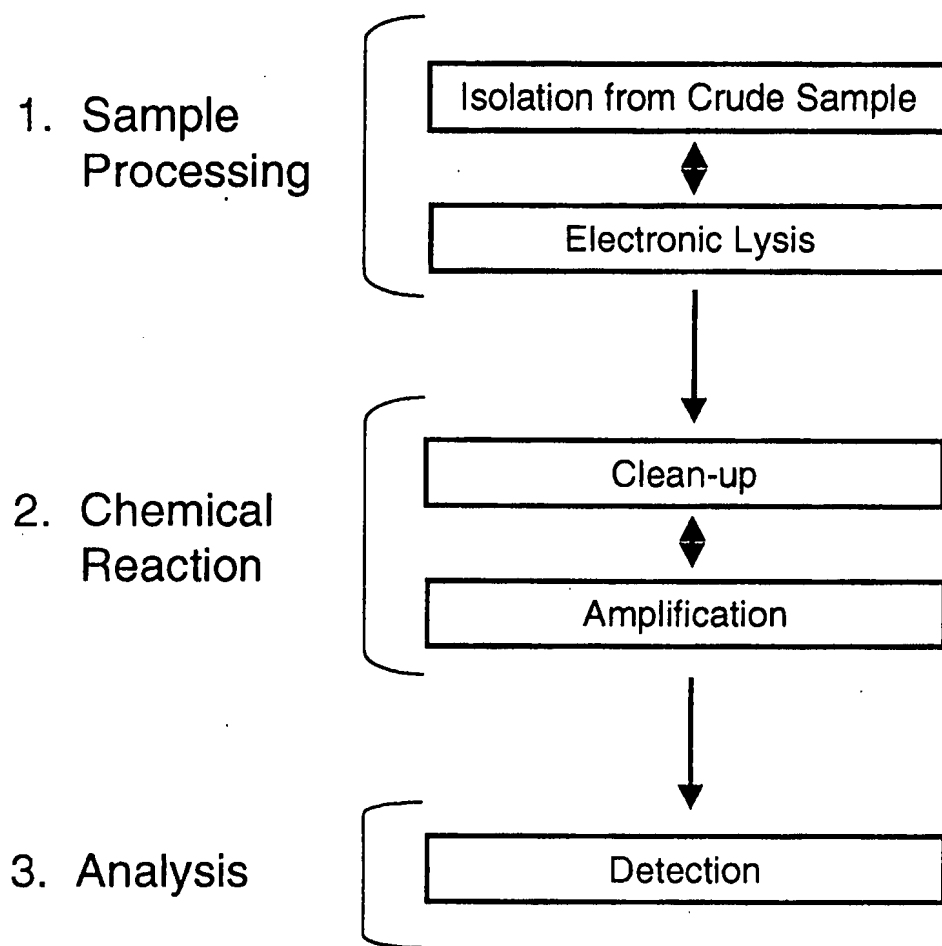 1. Sample
Processing
Isolation from Crude Sample
Electronic Lysis
2. Chemical
Reaction
Clean-up
Amplification
3. Analysis
Detection